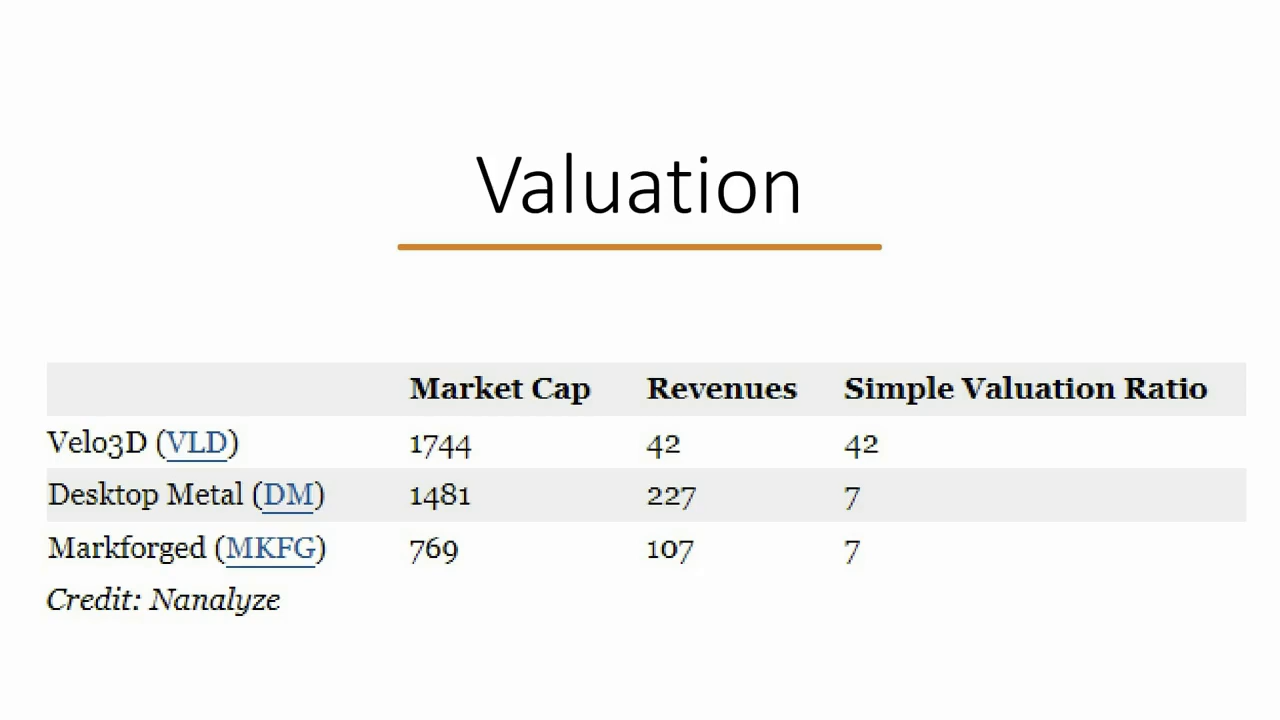 Valuation
Market Cap Revenues Simple Valuation Ratio
Velo3D (VLD) 1744 42 42
Desktop Metal (DM) 1481 227 7
Markforged (MKFG) 769 107 7
Credit: Nanalyze